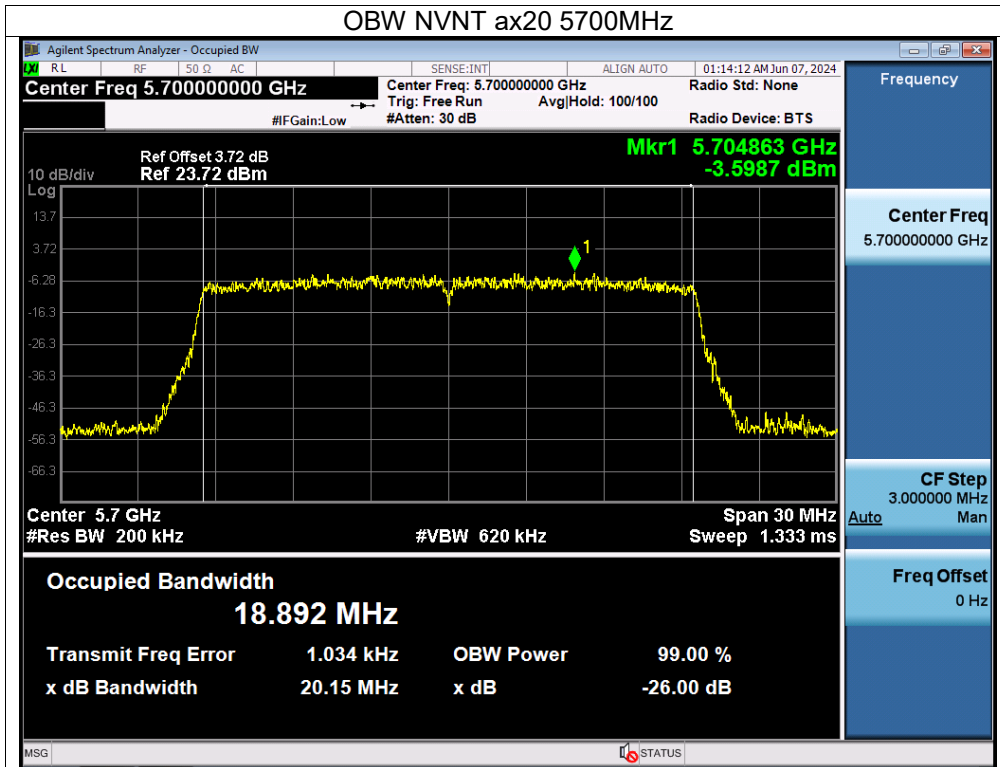 OBW NVNT ax20 5700MHz
Agilent Spectrum Analyzer - Occupied BW
LXI RL RF 50 Ω AC SENSE:INT ALIGN AUTO 01:14:12 AM Jun 07, 2024
Center Freq 5.700000000 GHz
Center Freq: 5.700000000 GHz Radio Std: None
Trig: Free Run Avg|Hold: 100/100
#IFGain:Low #Atten: 30 dB Radio Device: BTS
Frequency
Mkr1 5.704863 GHz
-3.5987 dBm
Ref Offset 3.72 dB
10 dB/div Ref 23.72 dBm
Log
13.7
3.72
-6.28
-16.3
-26.3
-36.3
-46.3
-56.3
-66.3
1
Center 5.7 GHz Span 30 MHz
#Res BW 200 kHz #VBW 620 kHz Sweep 1.333 ms
Center Freq
5.700000000 GHz
CF Step
3.000000 MHz
Auto Man
Freq Offset
0 Hz
Occupied Bandwidth
18.892 MHz
Transmit Freq Error 1.034 kHz OBW Power 99.00 %
x dB Bandwidth 20.15 MHz x dB -26.00 dB
MSG STATUS